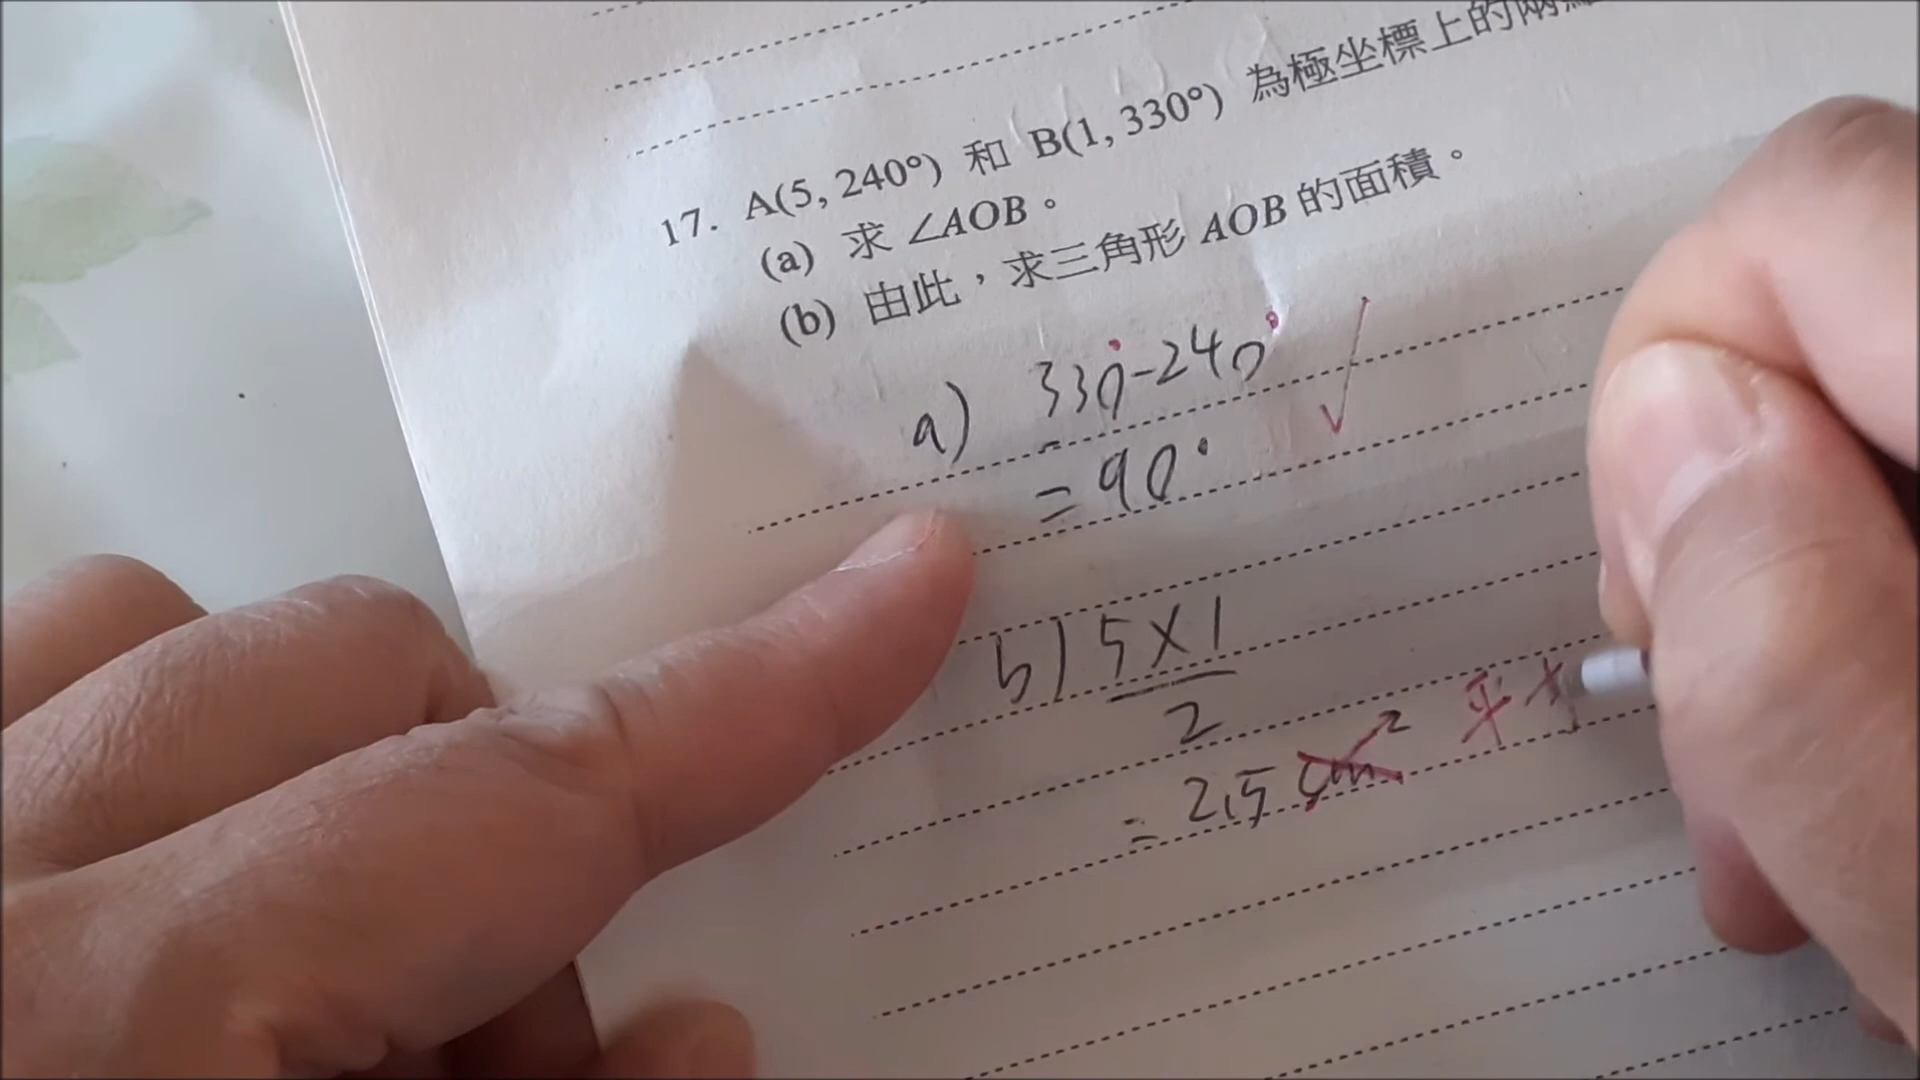 17. A(5, 240°) 和 B(1, 330°) 為極坐標上的兩
(a) 求 ∠AOB。
(b) 由此，求三角形 AOB 的面積。
a) 330°-240°
= 90°
b) 5×1
2
= 2.5 cm² 平